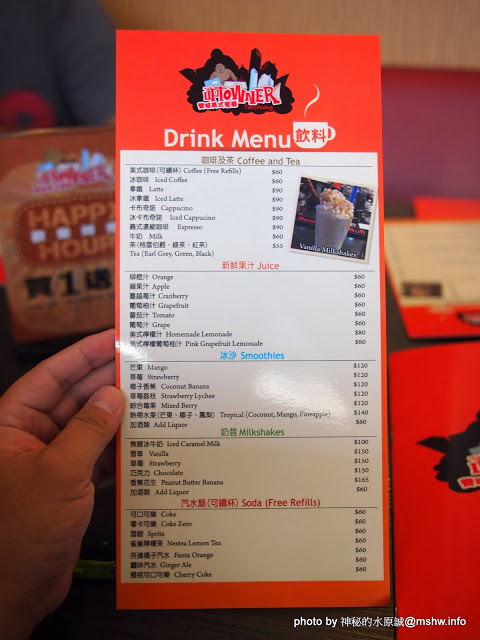 UPTOWNER
雙城美式餐廳
Drink Menu 飲料
咖啡及茶 Coffee and Tea
美式咖啡(可續杯) Coffee (Free Refills) $60
冰咖啡 Iced Coffee $60
拿鐵 Latte $90
冰拿鐵 Iced Latte $90
卡布奇諾 Cappucino $90
冰卡布奇諾 Iced Cappucino $60
義式濃縮咖啡 Espresso $90
牛奶 Milk $60
茶(格雷伯爵、綠茶、紅茶) $55
Tea (Earl Grey, Green, Black)
Vanilla Milkshakes
新鮮果汁 Juice
柳橙汁 Orange $60
蘋果汁 Apple $60
蔓越莓汁 Cranberry $60
葡萄柚汁 Grapefruit $60
蕃茄汁 Tomato $60
葡萄汁 Grape $60
美式檸檬汁 Homemade Lemonade $80
美式檸檬葡萄柚汁 Pink Grapefruit Lemonade $80
冰沙 Smoothies
芒果 Mango $120
草莓 Strawberry $120
椰子香蕉 Coconut Banana $120
草莓荔枝 Strawberry Lychee $120
綜合莓果 Mixed Berry $120
熱帶水果(芒果、椰子、鳳梨) Tropical (Coconut, Mango, Pineapple) $140
加酒類 Add Liquor $60
奶昔 Milkshakes
焦糖冰牛奶 Iced Caramel Milk $100
香草 Vanilla $150
草莓 Strawberry $150
巧克力 Chocolate $150
香蕉花生 Peanut Butter Banana $165
加酒類 Add Liquor $60
汽水類(可續杯) Soda (Free Refills)
可口可樂 Coke $60
零卡可樂 Coke Zero $60
雪碧 Sprite $60
雀巢檸檬茶 Nestea Lemon Tea $60
芬達橘子汽水 Fanta Orange $60
薑味汽水 Ginger Ale $60
櫻桃可口可樂 Cherry Coke $60
HAPPY
HOUR
買1送
photo by 神秘的水原誠@mshw.info